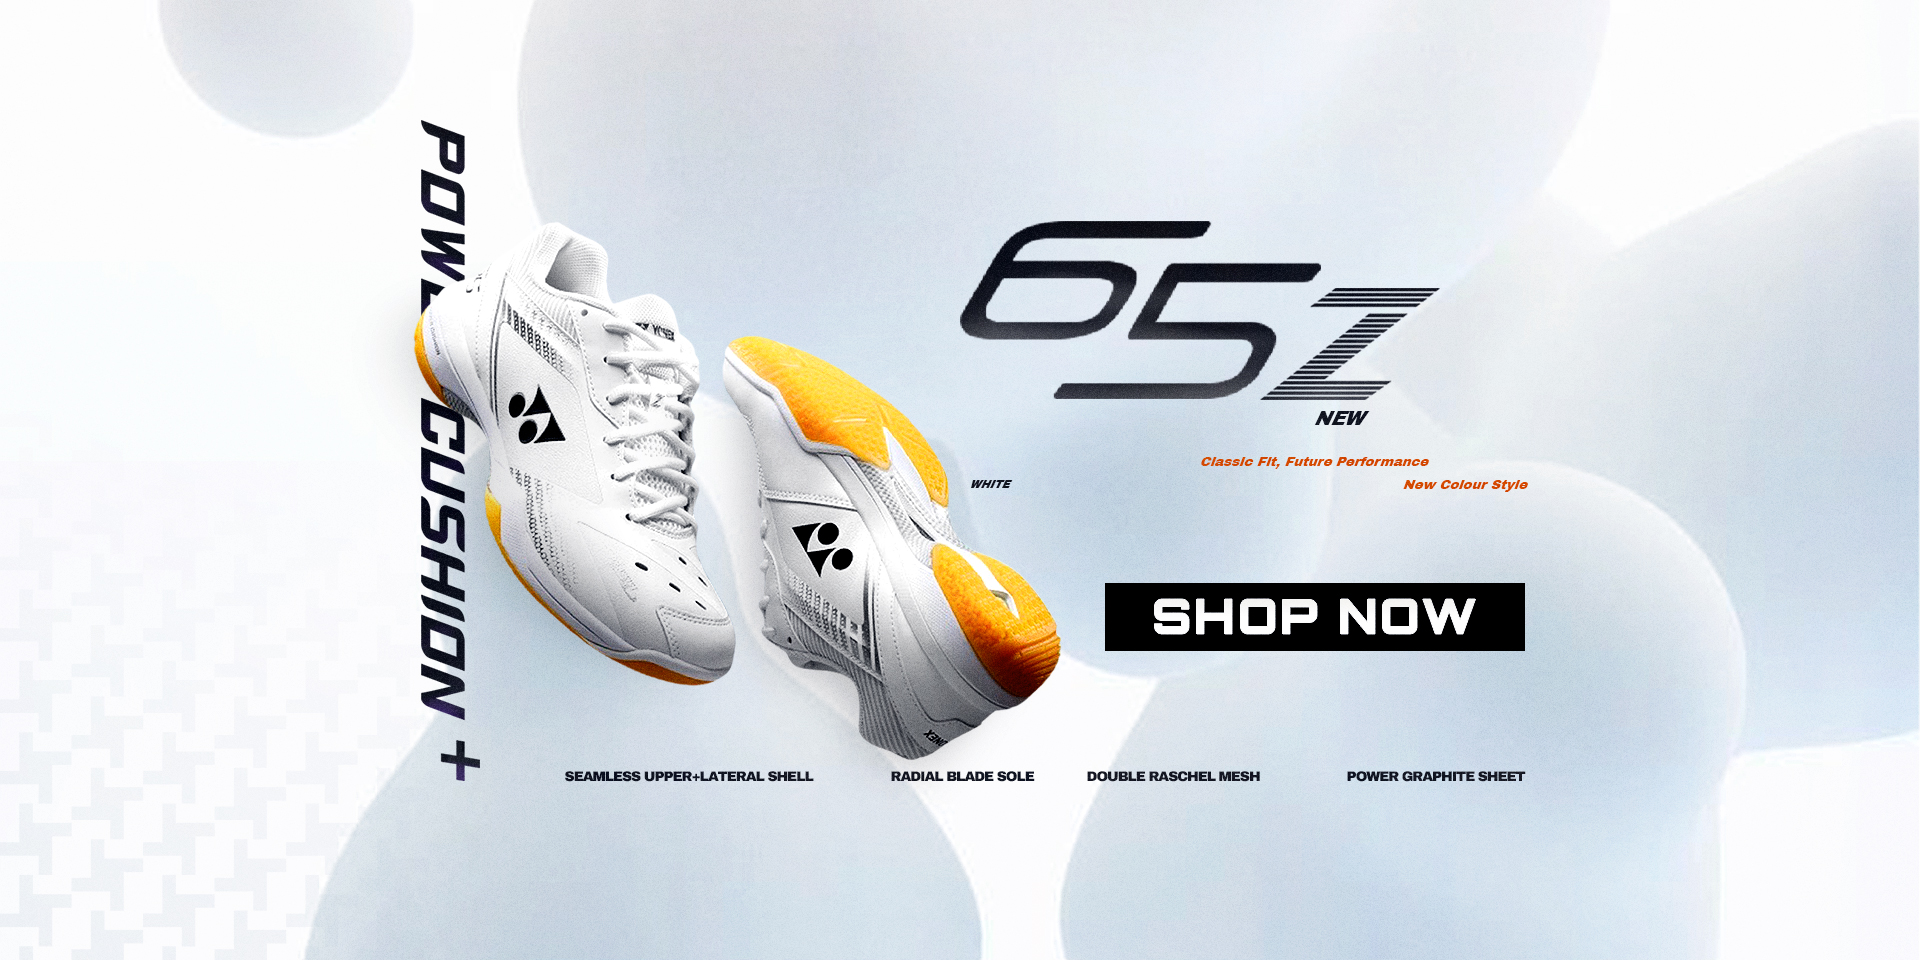 POWER CUSHION +
65Z
NEW
Classic Fit, Future Performance
WHITE
New Colour Style
SHOP NOW
SEAMLESS UPPER+LATERAL SHELL
RADIAL BLADE SOLE
DOUBLE RASCHEL MESH
POWER GRAPHITE SHEET